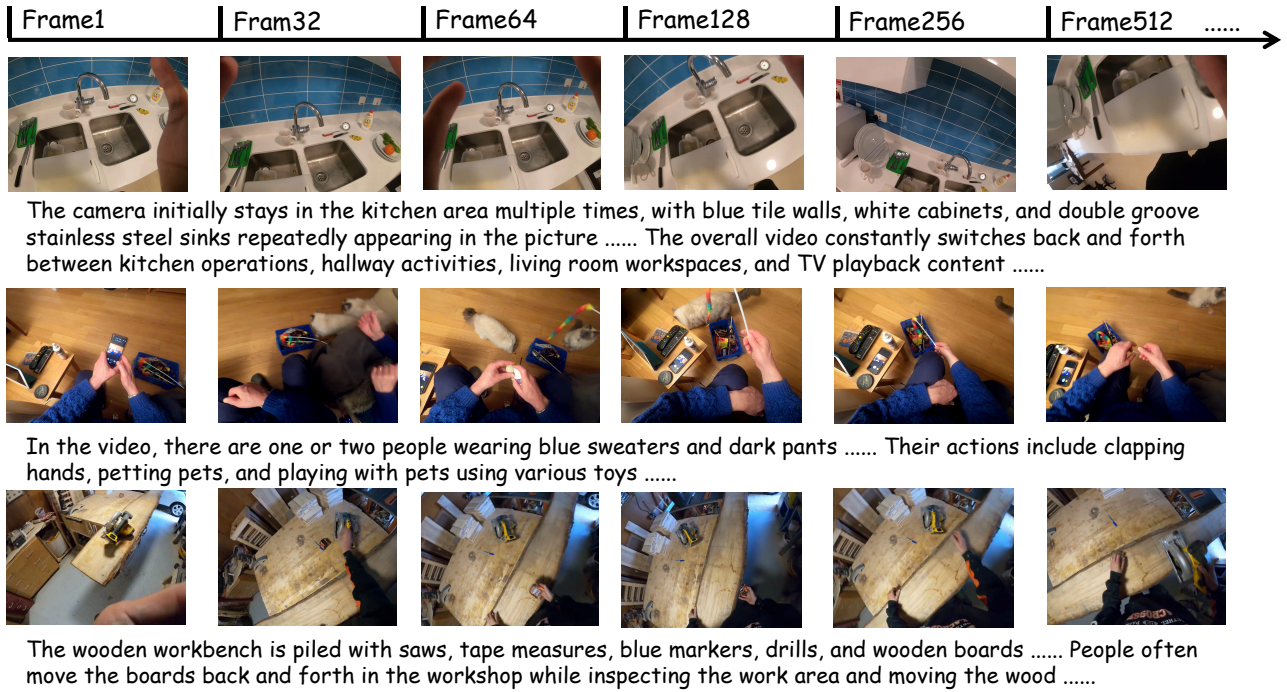 Frame1 Fram32 Frame64 Frame128 Frame256 Frame512 ......
The camera initially stays in the kitchen area multiple times, with blue tile walls, white cabinets, and double groove
stainless steel sinks repeatedly appearing in the picture ...... The overall video constantly switches back and forth
between kitchen operations, hallway activities, living room workspaces, and TV playback content ......
In the video, there are one or two people wearing blue sweaters and dark pants ...... Their actions include clapping
hands, petting pets, and playing with pets using various toys ......
The wooden workbench is piled with saws, tape measures, blue markers, drills, and wooden boards ...... People often
move the boards back and forth in the workshop while inspecting the work area and moving the wood ......